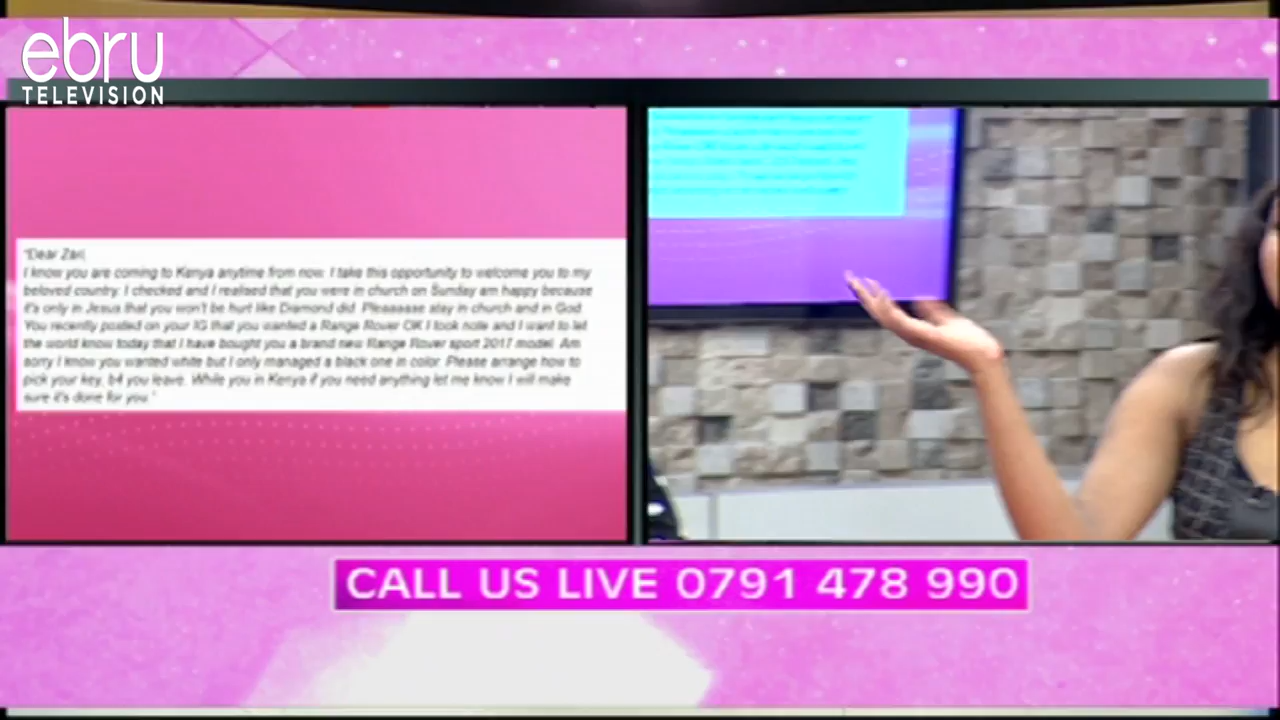 ebru
TELEVISION
"Dear Zari,
I know you are coming to Kenya anytime from now. I take this opportunity to welcome you to my
beloved country. I checked and I realised that you were in church on Sunday am happy because
it's only in Jesus that you won't be hurt like Diamond did. Pleaaaase stay in church and in God.
You recently posted on your IG that you wanted a Range Rover OK I took note and I want to let
the world know today that I have bought you a brand new Range Rover sport 2017 model. Am
sorry I know you wanted white but I only managed a black one in color. Please arrange how to
pick your key, b4 you leave. While you in Kenya if you need anything let me know I will make
sure it's done for you."
CALL US LIVE 0791 478 990